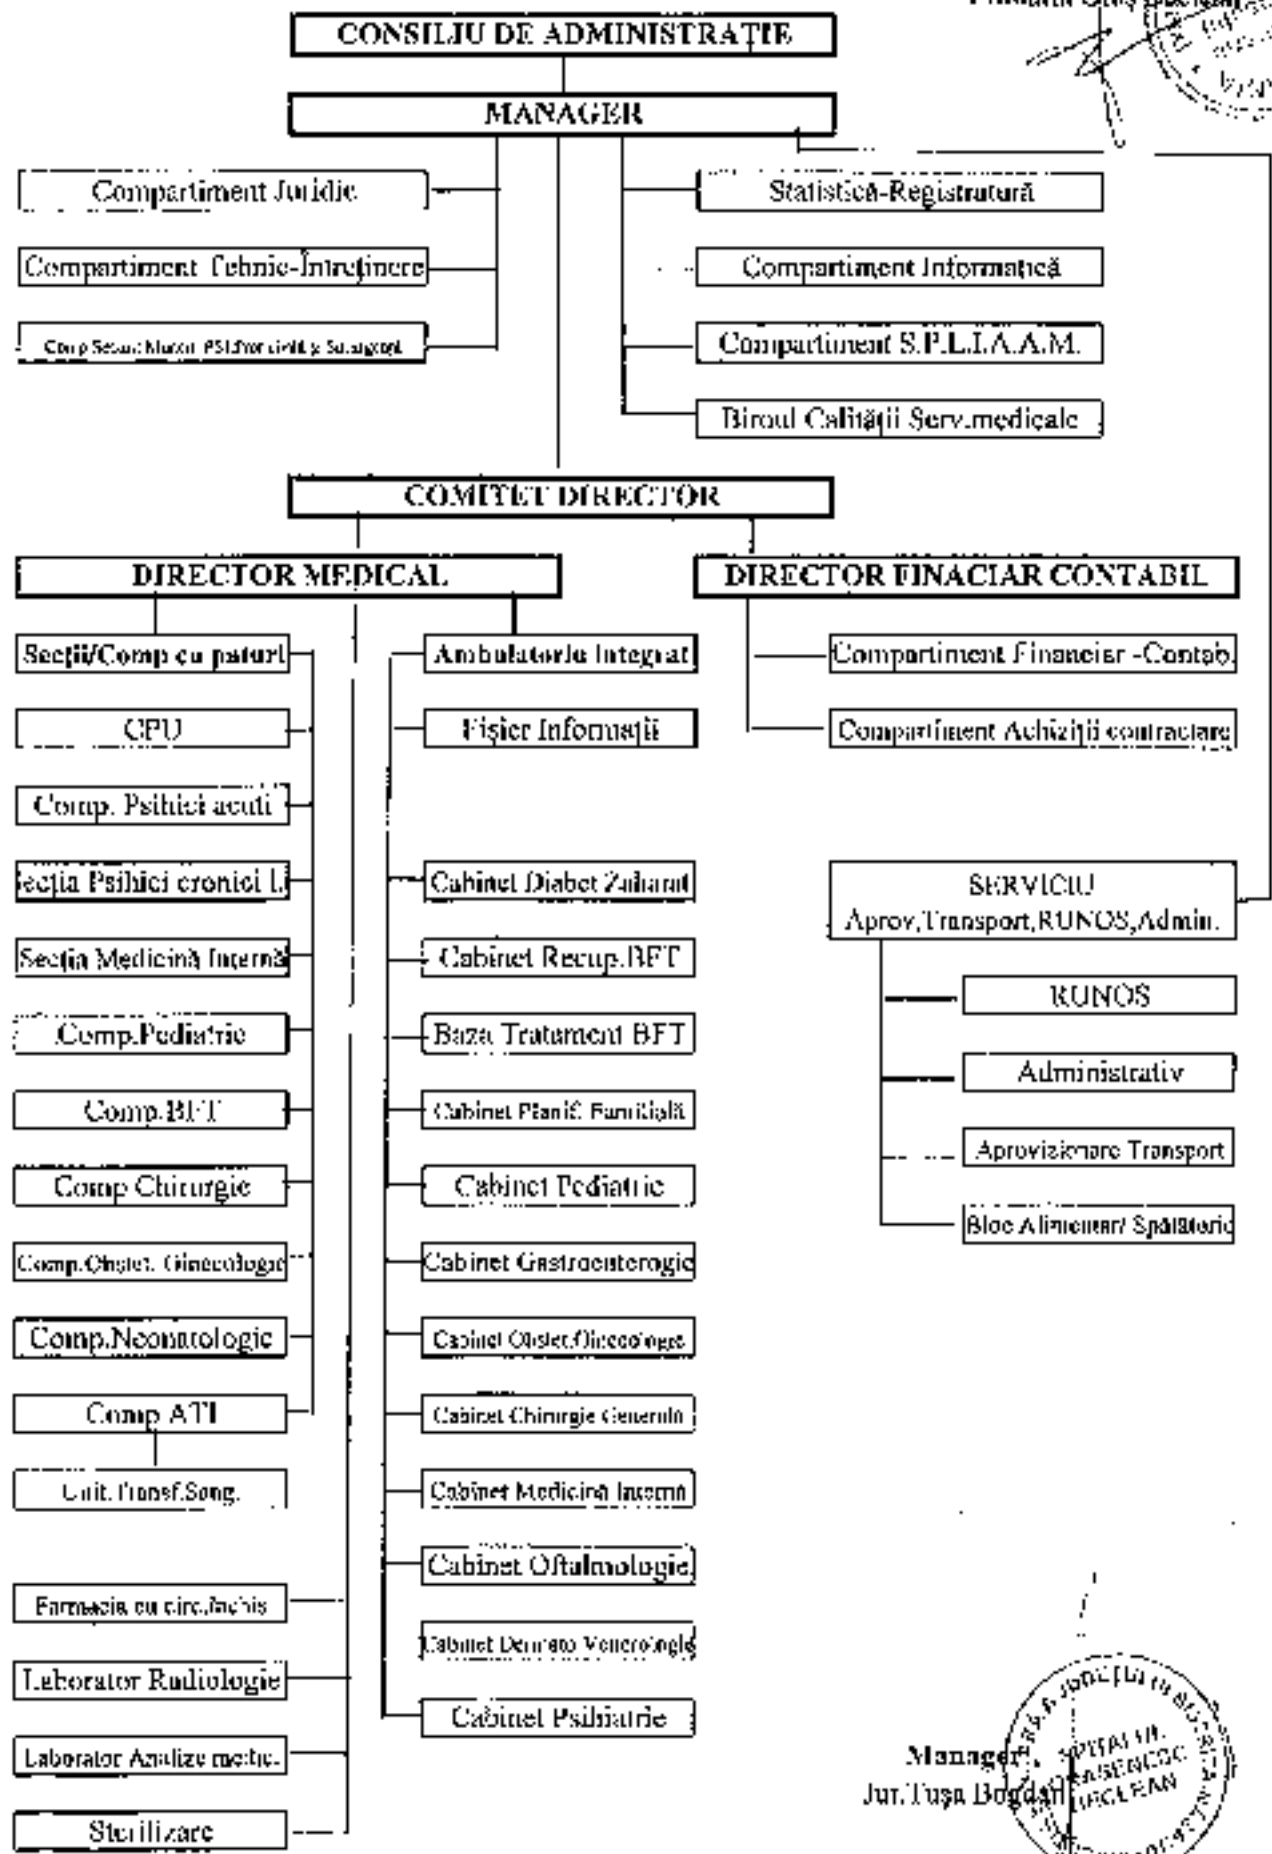 CONSILIU DE ADMINISTRAȚIE
MANAGER
Compartiment Juridic
Statistică-Registratură
Compartiment Tehnic-Întreținere
Compartiment Informatică
Compartiment S.P.L.I.A.A.M.
Biroul Calității Serv.medicale
COMITET DIRECTOR
DIRECTOR MEDICAL
DIRECTOR FINACIAR CONTABIL
Secții/Comp cu paturi
Ambulatoriu Integrat
Compartiment Financiar -Contab.
CPU
Fișier Informații
Compartiment Achiziții contractare
Comp. Psihici acuti
Secția Psihici cronici l.
Cabinet Diabet Zaharat
SERVICIU
Aprov,Transport,RUNOS,Admin.
Secția Medicină Internă
Cabinet Recup.BFT
RUNOS
Comp.Pediatrie
Baza Tratament BFT
Administrativ
Comp.BFT
Cabinet Planif. Familială
Aprovizionare Transport
Comp Chirurgie
Cabinet Pediatrie
Bloc Alimentar/ Spălătorie
Comp.Obstet. Ginecologie
Cabinet Gastroenterogie
Comp.Neonatologie
Cabinet Obstet.Ginecologie
Comp ATI
Cabinet Chirurgie Generală
Unit.Transf.Sang.
Cabinet Medicină Internă
Cabinet Oftalmologie
Farmacia cu circ.închis
Cabinet Dermato Venerologie
Laborator Radiologie
Cabinet Psihiatrie
Laborator Analize medic.
Manager
Jur.Tușa Bogdan
Sterilizare